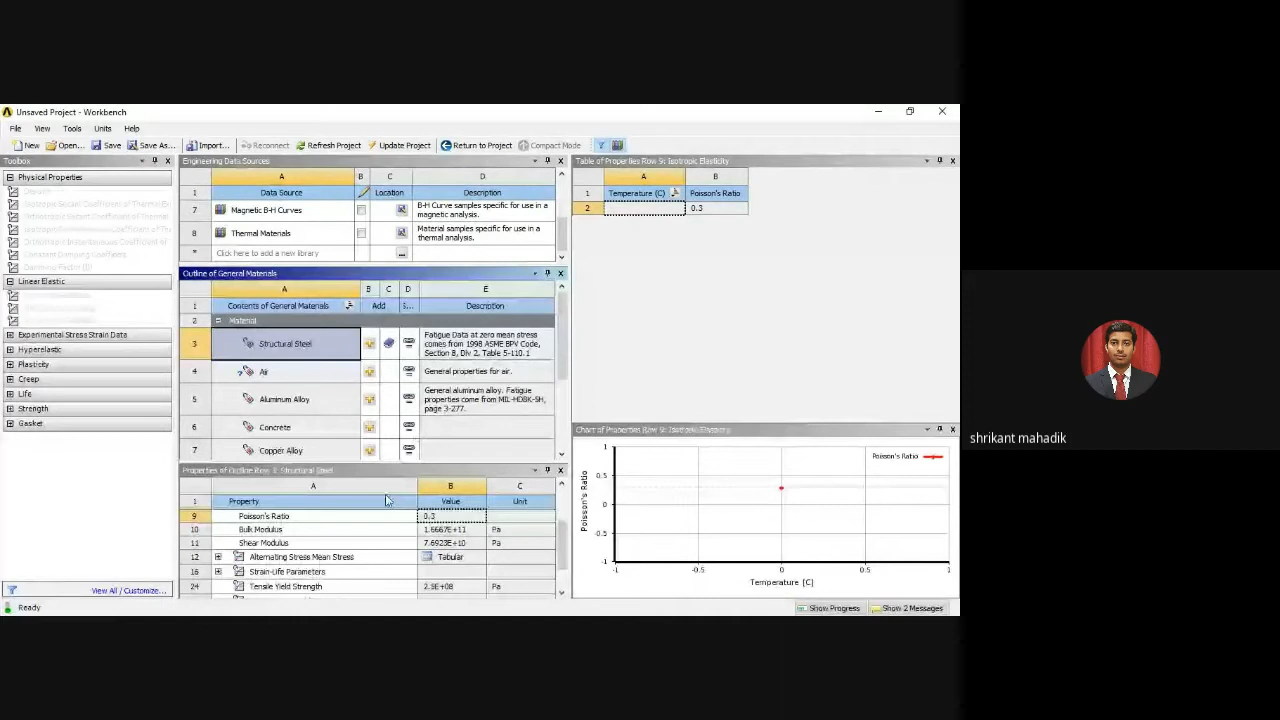 Unsaved Project - Workbench
File View Tools Units Help
New Open... Save Save As... Import... Reconnect Refresh Project Update Project Return to Project Compact Mode
Toolbox
Physical Properties
Linear Elastic
Experimental Stress Strain Data
Hyperelastic
Plasticity
Creep
Life
Strength
Gasket
View All / Customize...
Engineering Data Sources
A B C D
1 Data Source Location Description
7 Magnetic B-H Curves B-H Curve samples specific for use in a magnetic analysis.
8 Thermal Materials Material samples specific for use in a thermal analysis.
* Click here to add a new library ...
Outline of General Materials
A B C D E
1 Contents of General Materials Add S... Description
2 Material
3 Structural Steel Fatigue Data at zero mean stress comes from 1998 ASME BPV Code, Section 8, Div 2, Table 5-110.1
4 Air General properties for air.
5 Aluminum Alloy General aluminum alloy. Fatigue properties come from MIL-HDBK-5H, page 3-277.
6 Concrete
7 Copper Alloy
Properties of Outline Row 3: Structural Steel
A B C
1 Property Value Unit
9 Poisson's Ratio 0.3
10 Bulk Modulus 1.6667E+11 Pa
11 Shear Modulus 7.6923E+10 Pa
12 Alternating Stress Mean Stress Tabular
16 Strain-Life Parameters
24 Tensile Yield Strength 2.5E+08 Pa
Table of Properties Row 9: Isotropic Elasticity
A B
1 Temperature (C) Poisson's Ratio
2 0.3
Chart of Properties Row 9: Isotropic Elasticity
Poisson's Ratio
1
0.5
0
-0.5
-1
Poisson's Ratio
-1 -0.5 0 0.5 1
Temperature [C]
Ready
Show Progress Show 2 Messages
shrikant mahadik